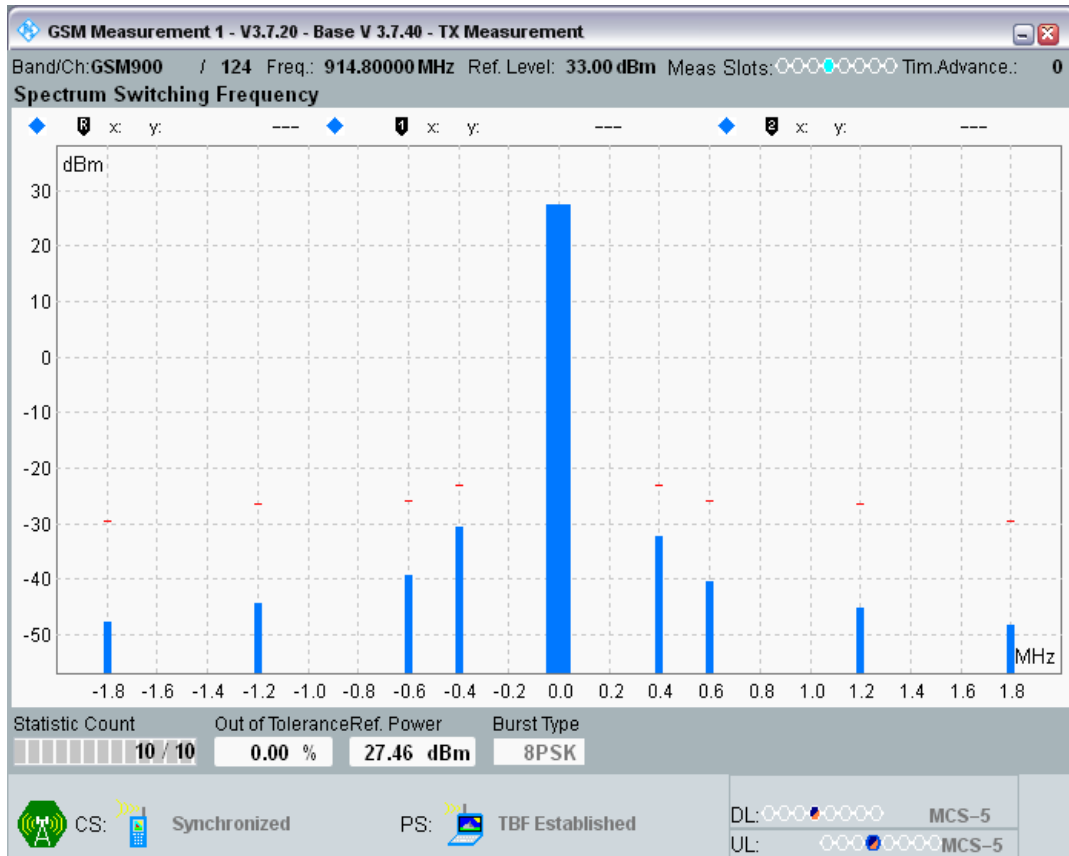 GSM Measurement 1 - V3.7.20 - Base V 3.7.40 - TX Measurement
Band/Ch:GSM900 / 124 Freq.: 914.80000 MHz Ref. Level: 33.00 dBm Meas Slots: Tim.Advance.: 0
Spectrum Switching Frequency
R x: y: --- 1 x: y: --- 2 x: y: ---
dBm
30
20
10
0
-10
-20
-30
-40
-50
MHz
-1.8 -1.6 -1.4 -1.2 -1.0 -0.8 -0.6 -0.4 -0.2 0.0 0.2 0.4 0.6 0.8 1.0 1.2 1.4 1.6 1.8
Statistic Count Out of Tolerance Ref. Power Burst Type
10 / 10 0.00 % 27.46 dBm 8PSK
CS: Synchronized PS: TBF Established DL: MCS-5
UL: MCS-5